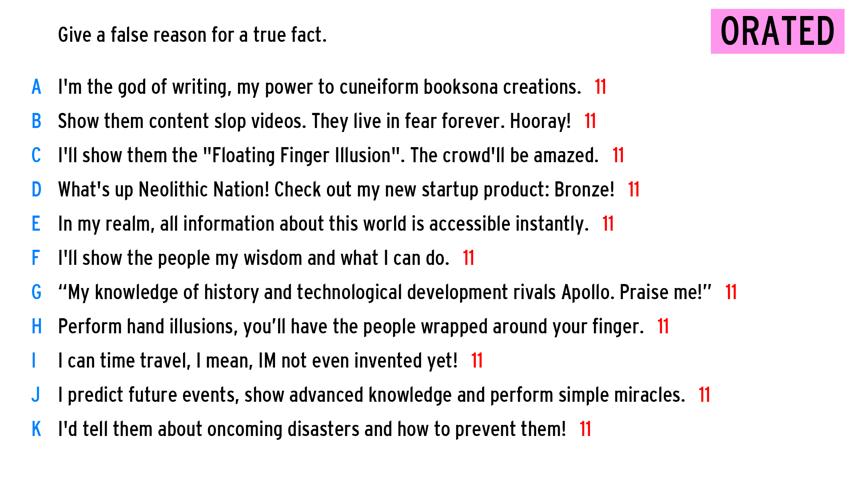 Give a false reason for a true fact.
ORATED
A I'm the god of writing, my power to cuneiform booksona creations. 11
B Show them content slop videos. They live in fear forever. Hooray! 11
C I'll show them the "Floating Finger Illusion". The crowd'll be amazed. 11
D What's up Neolithic Nation! Check out my new startup product: Bronze! 11
E In my realm, all information about this world is accessible instantly. 11
F I'll show the people my wisdom and what I can do. 11
G “My knowledge of history and technological development rivals Apollo. Praise me!” 11
H Perform hand illusions, you’ll have the people wrapped around your finger. 11
I I can time travel, I mean, IM not even invented yet! 11
J I predict future events, show advanced knowledge and perform simple miracles. 11
K I'd tell them about oncoming disasters and how to prevent them! 11